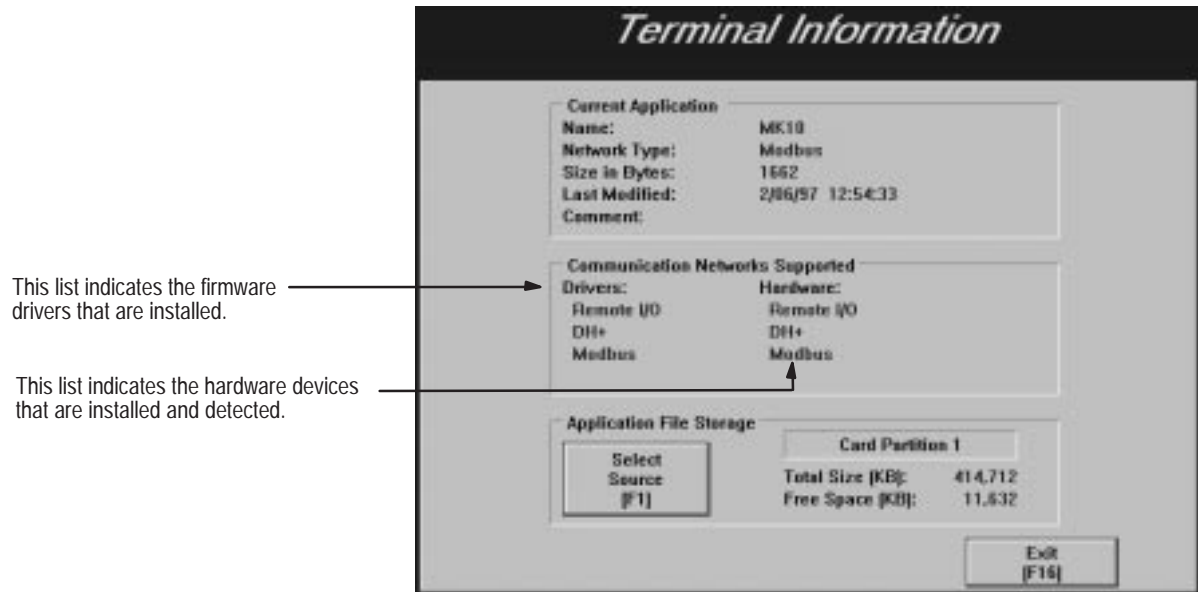 Terminal Information
Current Application
Name: MK10
Network Type: Modbus
Size in Bytes: 1662
Last Modified: 2/06/97 12:54:33
Comment:
Communication Networks Supported
Drivers: Hardware:
Remote I/O Remote I/O
DH+ DH+
Modbus Modbus
This list indicates the firmware
drivers that are installed.
This list indicates the hardware devices
that are installed and detected.
Application File Storage
Select
Source
[F1]
Card Partition 1
Total Size [KB]: 414,712
Free Space [KB]: 11,632
Exit
[F16]